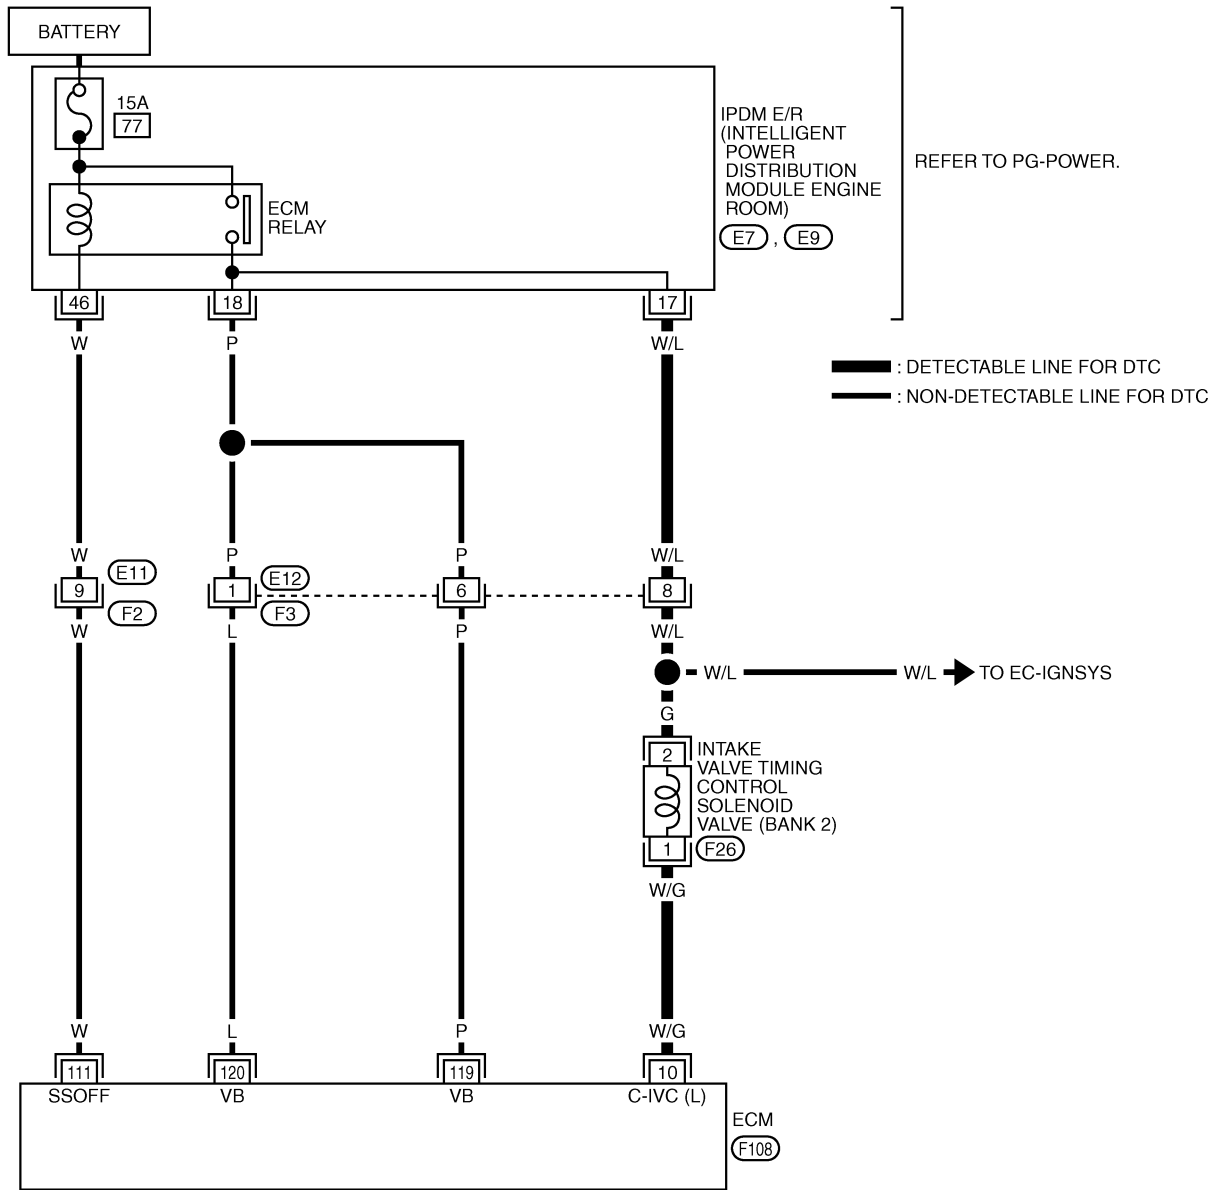 BATTERY
15A
77
ECM
RELAY
IPDM E/R
(INTELLIGENT
POWER
DISTRIBUTION
MODULE ENGINE
ROOM)
E7 , E9
REFER TO PG-POWER.
46 18 17
W P W/L
: DETECTABLE LINE FOR DTC
: NON-DETECTABLE LINE FOR DTC
W P P W/L
E11 E12
9 1 6 8
F2 F3
W L P W/L
W/L W/L TO EC-IGNSYS
G
2
INTAKE
VALVE TIMING
CONTROL
SOLENOID
VALVE (BANK 2)
1 F26
W/G
W L P W/G
111 120 119 10
SSOFF VB VB C-IVC (L)
ECM
F108